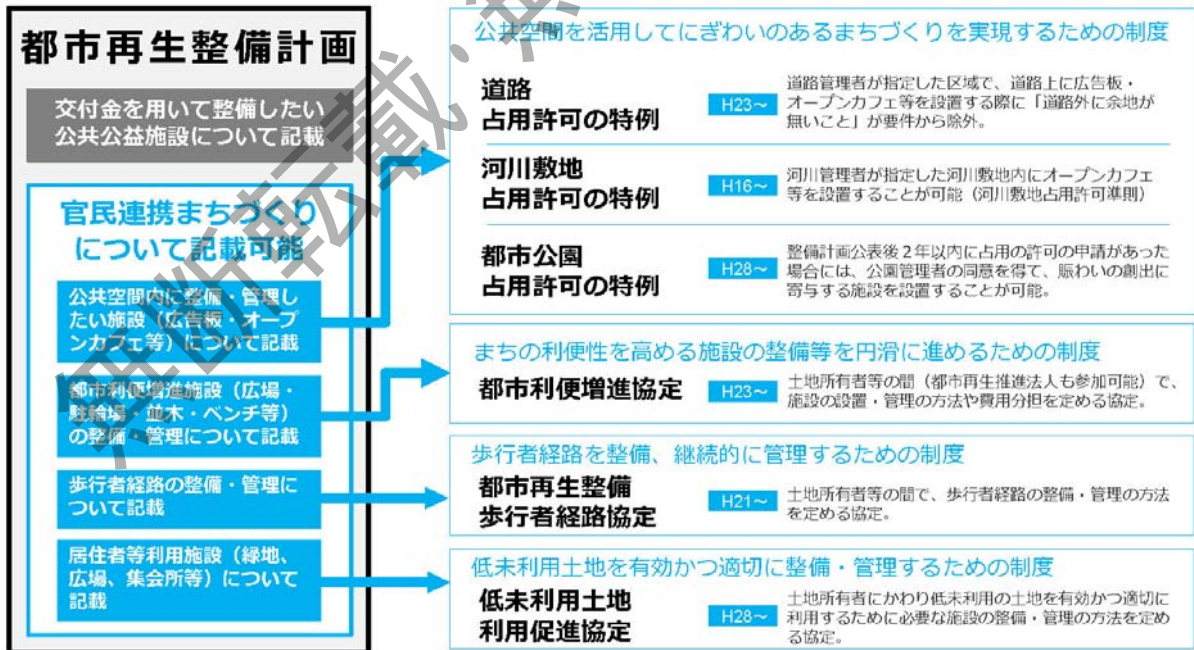 都市再生整備計画
交付金を用いて整備したい
公共公益施設について記載
官民連携まちづくり
について記載可能
公共空間内に整備・管理し
たい施設（広告板・オープ
ンカフェ等）について記載
都市利便増進施設（広場・
駐輪場・並木・ベンチ等）
の整備・管理について記載
歩行者経路の整備・管理に
ついて記載
居住者等利用施設（緑地、
広場、集会所等）について
記載
公共空間を活用してにぎわいのあるまちづくりを実現するための制度
道路
占用許可の特例
H23～
道路管理者が指定した区域で、道路上に広告板・
オープンカフェ等を設置する際に「道路外に余地が
無いこと」が要件から除外。
河川敷地
占用許可の特例
H16～
河川管理者が指定した河川敷地内にオープンカフェ
等を設置することが可能（河川敷地占用許可準則）
都市公園
占用許可の特例
H28～
整備計画公表後２年以内に占用の許可の申請があった
場合には、公園管理者の同意を得て、賑わいの創出に
寄与する施設を設置することが可能。
まちの利便性を高める施設の整備等を円滑に進めるための制度
都市利便増進協定
H23～
土地所有者等の間（都市再生推進法人も参加可能）で、
施設の設置・管理の方法や費用分担を定める協定。
歩行者経路を整備、継続的に管理するための制度
都市再生整備
歩行者経路協定
H21～
土地所有者等の間で、歩行者経路の整備・管理の方法
を定める協定。
低未利用土地を有効かつ適切に整備・管理するための制度
低未利用土地
利用促進協定
H28～
土地所有者にかわり低未利用の土地を有効かつ適切に
利用するために必要な施設の整備・管理の方法を定め
る協定。
無断転載・無